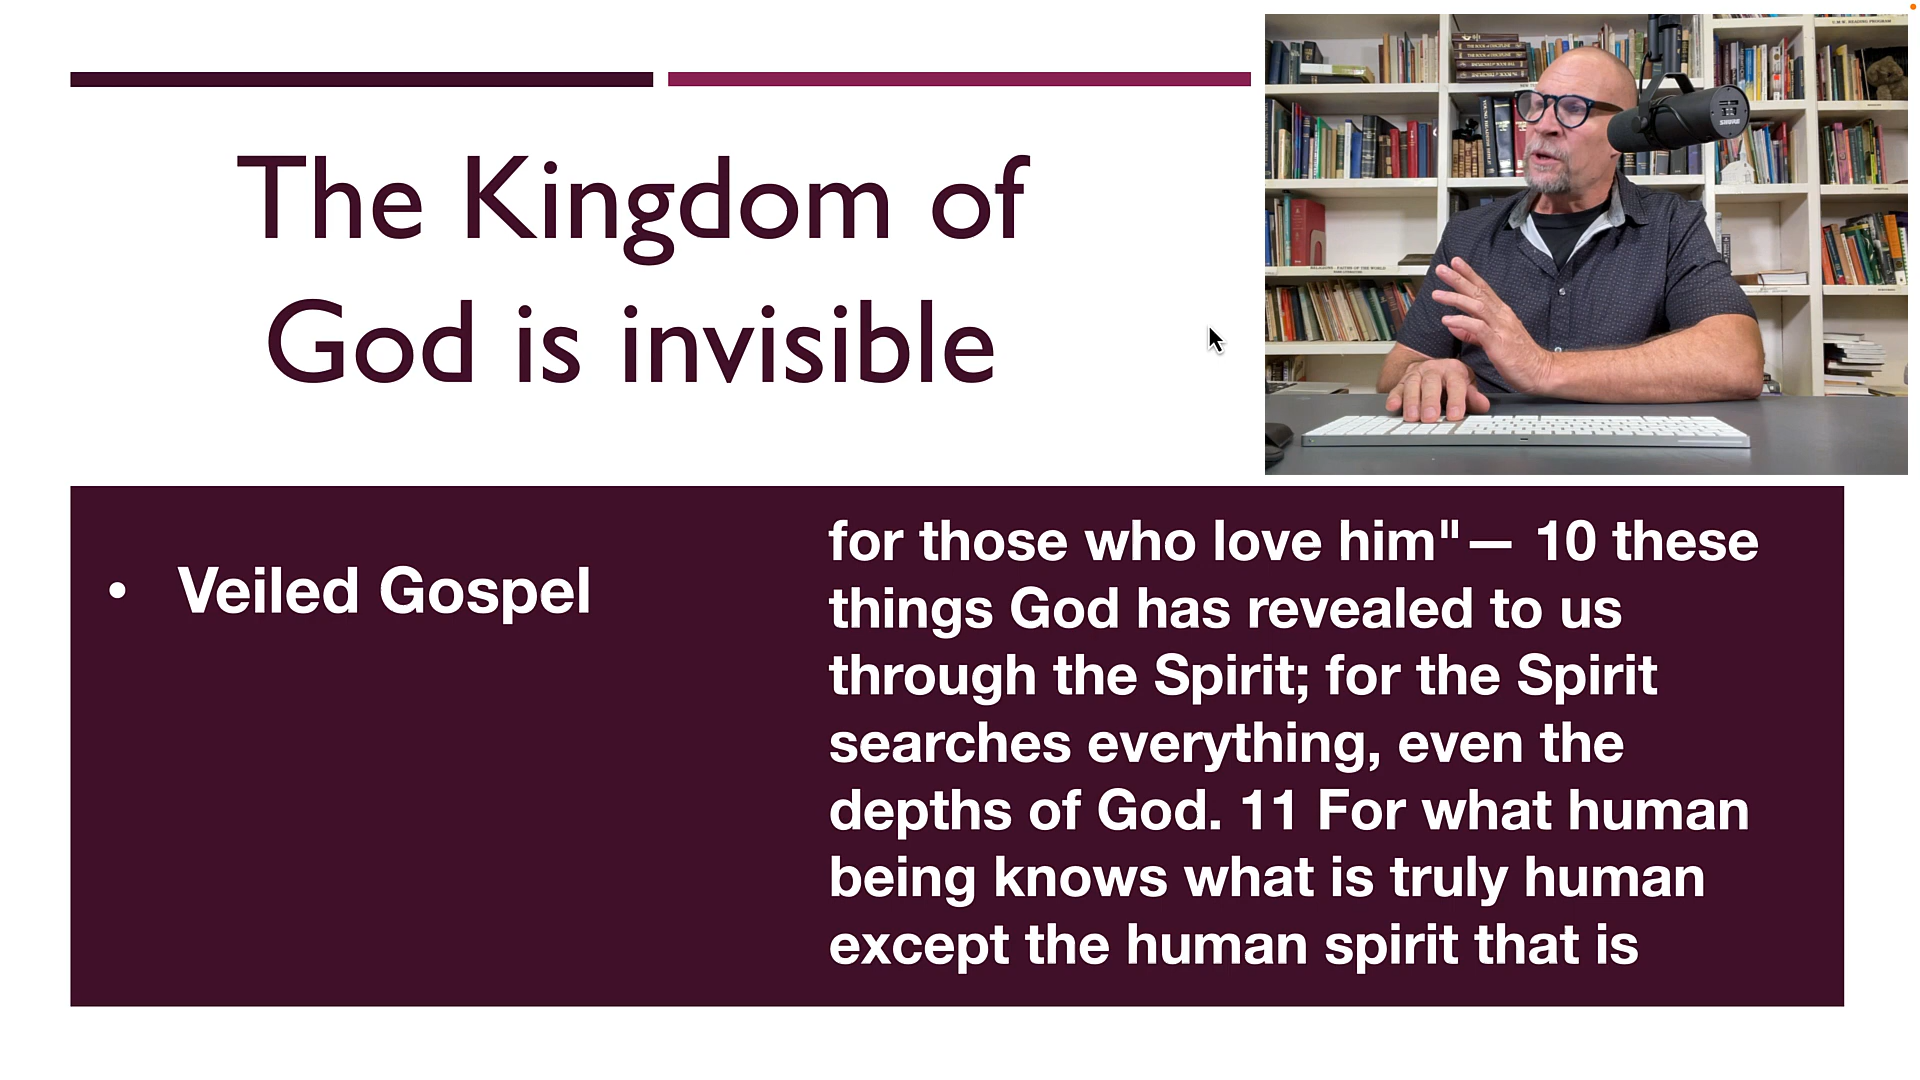 The Kingdom of
God is invisible
• Veiled Gospel
for those who love him"— 10 these
things God has revealed to us
through the Spirit; for the Spirit
searches everything, even the
depths of God. 11 For what human
being knows what is truly human
except the human spirit that is
SHURE